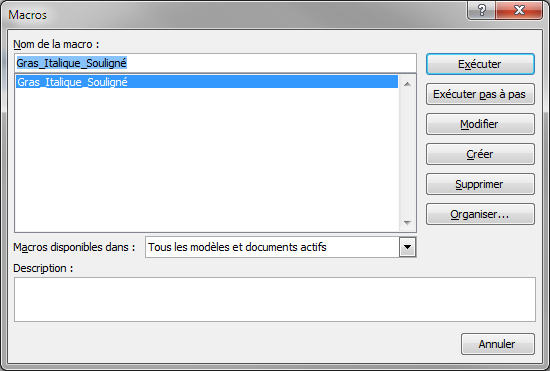 Macros
Nom de la macro :
Gras_Italique_Souligné
Gras_Italique_Souligné
Exécuter
Exécuter pas à pas
Modifier
Créer
Supprimer
Organiser...
Macros disponibles dans : Tous les modèles et documents actifs
Description :
Annuler